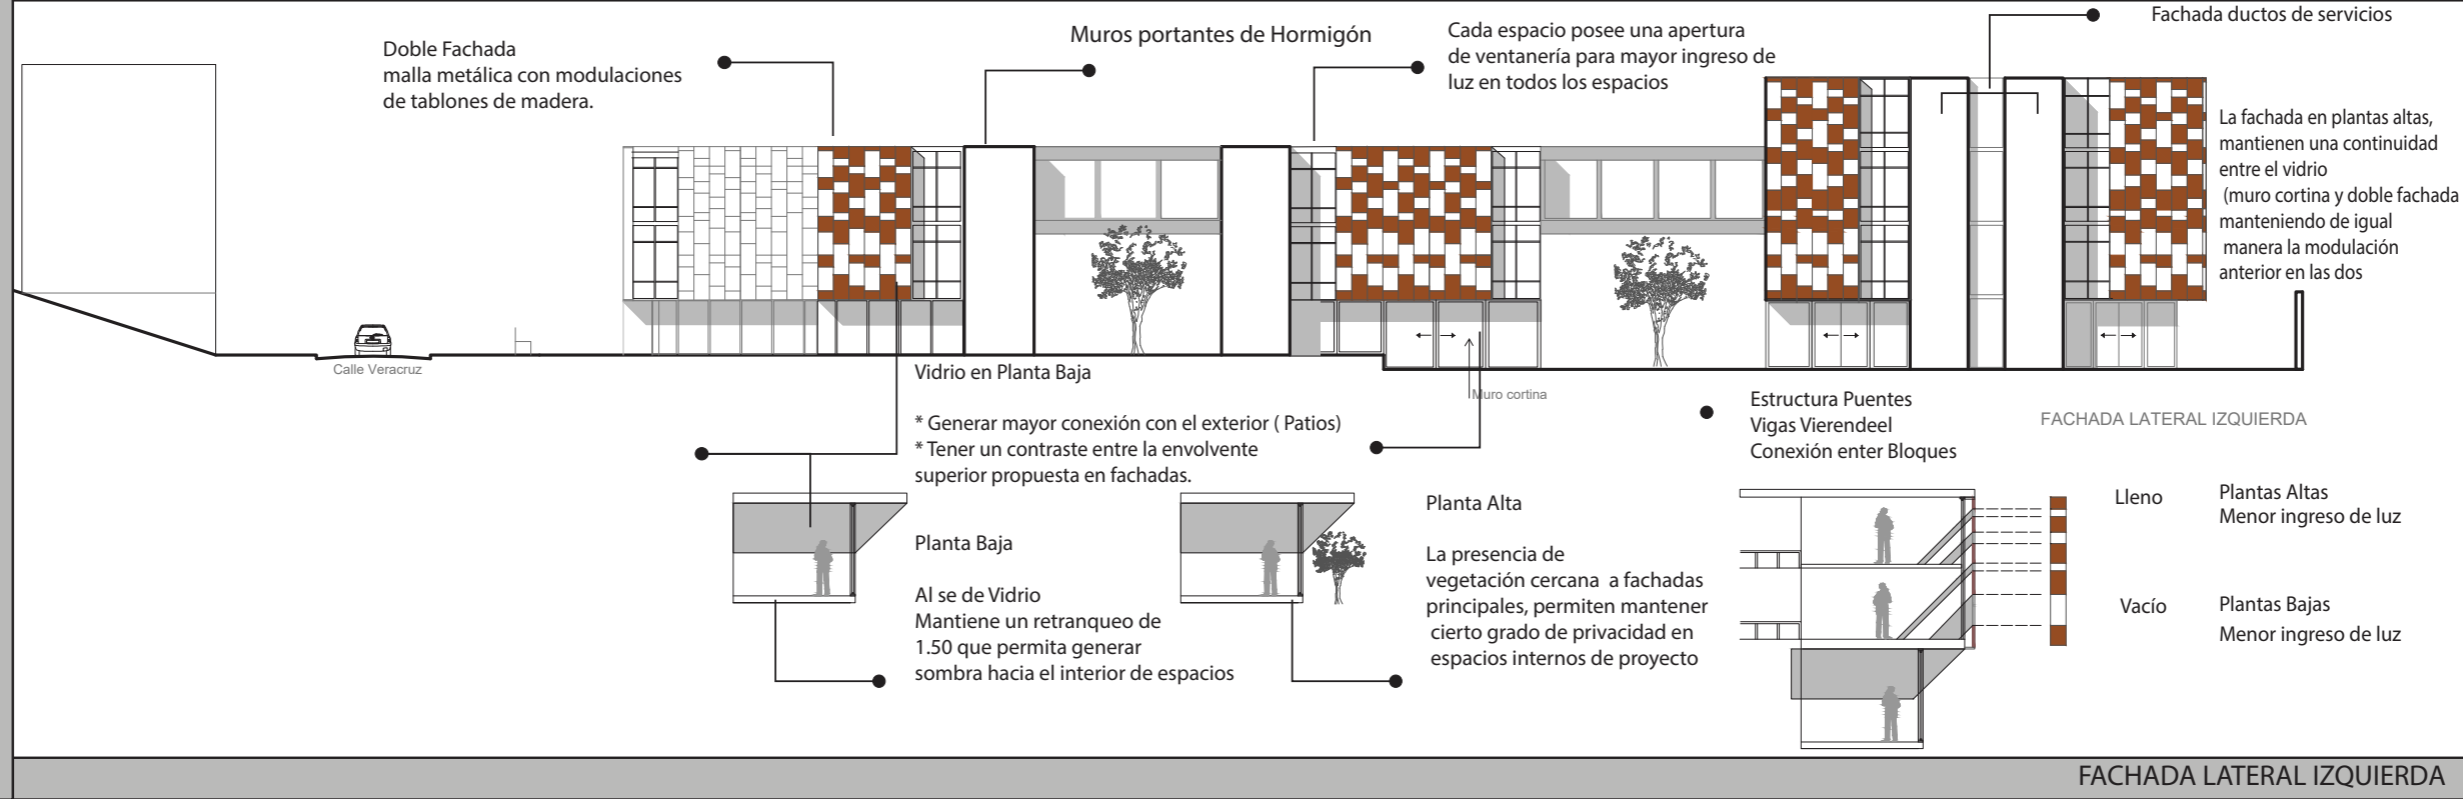 Doble Fachada
malla metálica con modulaciones
de tablones de madera.
Muros portantes de Hormigón
Cada espacio posee una apertura
de ventanería para mayor ingreso de
luz en todos los espacios
Fachada ductos de servicios
La fachada en plantas altas,
mantienen una continuidad
entre el vidrio
(muro cortina y doble fachada
manteniendo de igual
manera la modulación
anterior en las dos
Calle Veracruz
Vidrio en Planta Baja
* Generar mayor conexión con el exterior ( Patios)
* Tener un contraste entre la envolvente
superior propuesta en fachadas.
Muro cortina
Estructura Puentes
Vigas Vierendeel
Conexión enter Bloques
FACHADA LATERAL IZQUIERDA
Planta Baja
Al se de Vidrio
Mantiene un retranqueo de
1.50 que permita generar
sombra hacia el interior de espacios
Planta Alta
La presencia de
vegetación cercana a fachadas
principales, permiten mantener
cierto grado de privacidad en
espacios internos de proyecto
Lleno
Plantas Altas
Menor ingreso de luz
Vacío
Plantas Bajas
Menor ingreso de luz
FACHADA LATERAL IZQUIERDA